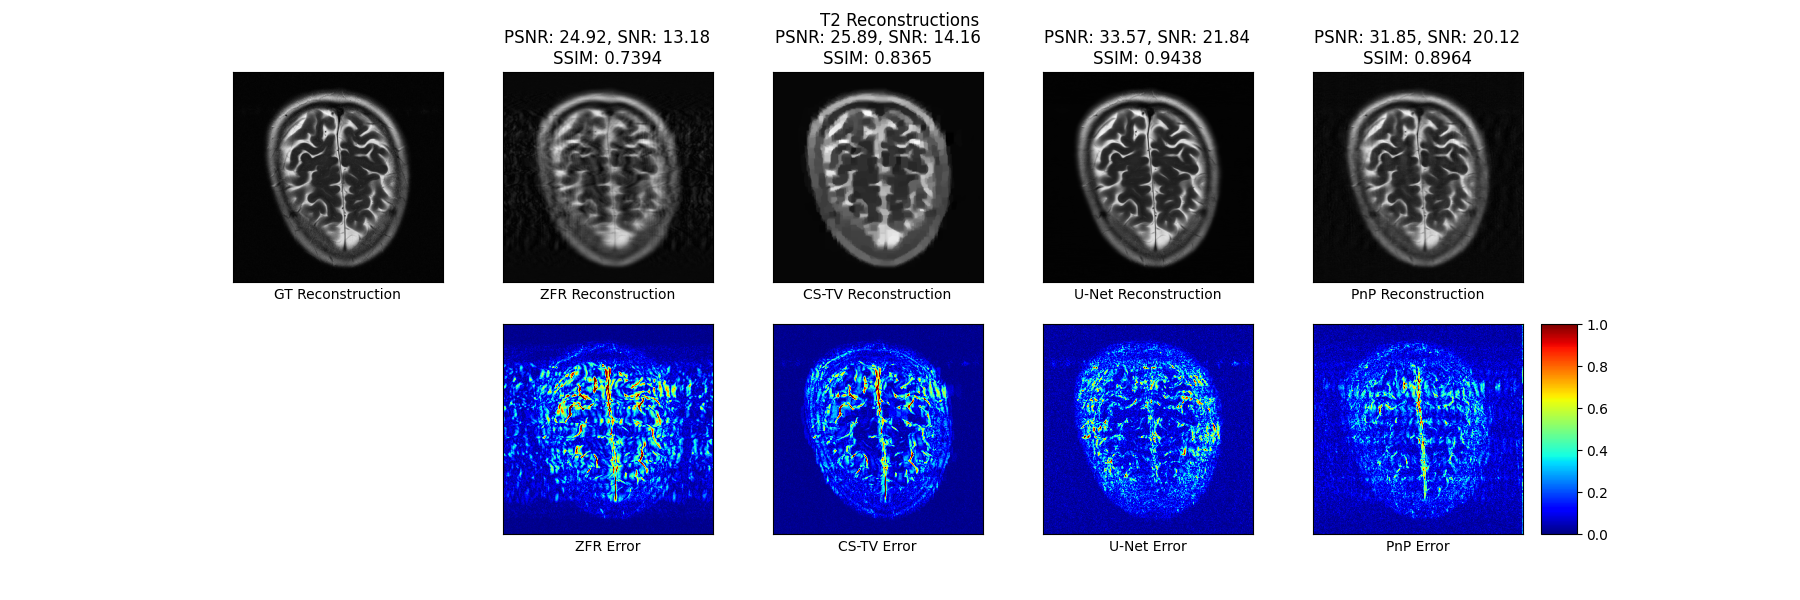 T2 Reconstructions
PSNR: 24.92, SNR: 13.18
SSIM: 0.7394
PSNR: 25.89, SNR: 14.16
SSIM: 0.8365
PSNR: 33.57, SNR: 21.84
SSIM: 0.9438
PSNR: 31.85, SNR: 20.12
SSIM: 0.8964
GT Reconstruction
ZFR Reconstruction
CS-TV Reconstruction
U-Net Reconstruction
PnP Reconstruction
1.0
0.8
0.6
0.4
0.2
0.0
ZFR Error
CS-TV Error
U-Net Error
PnP Error